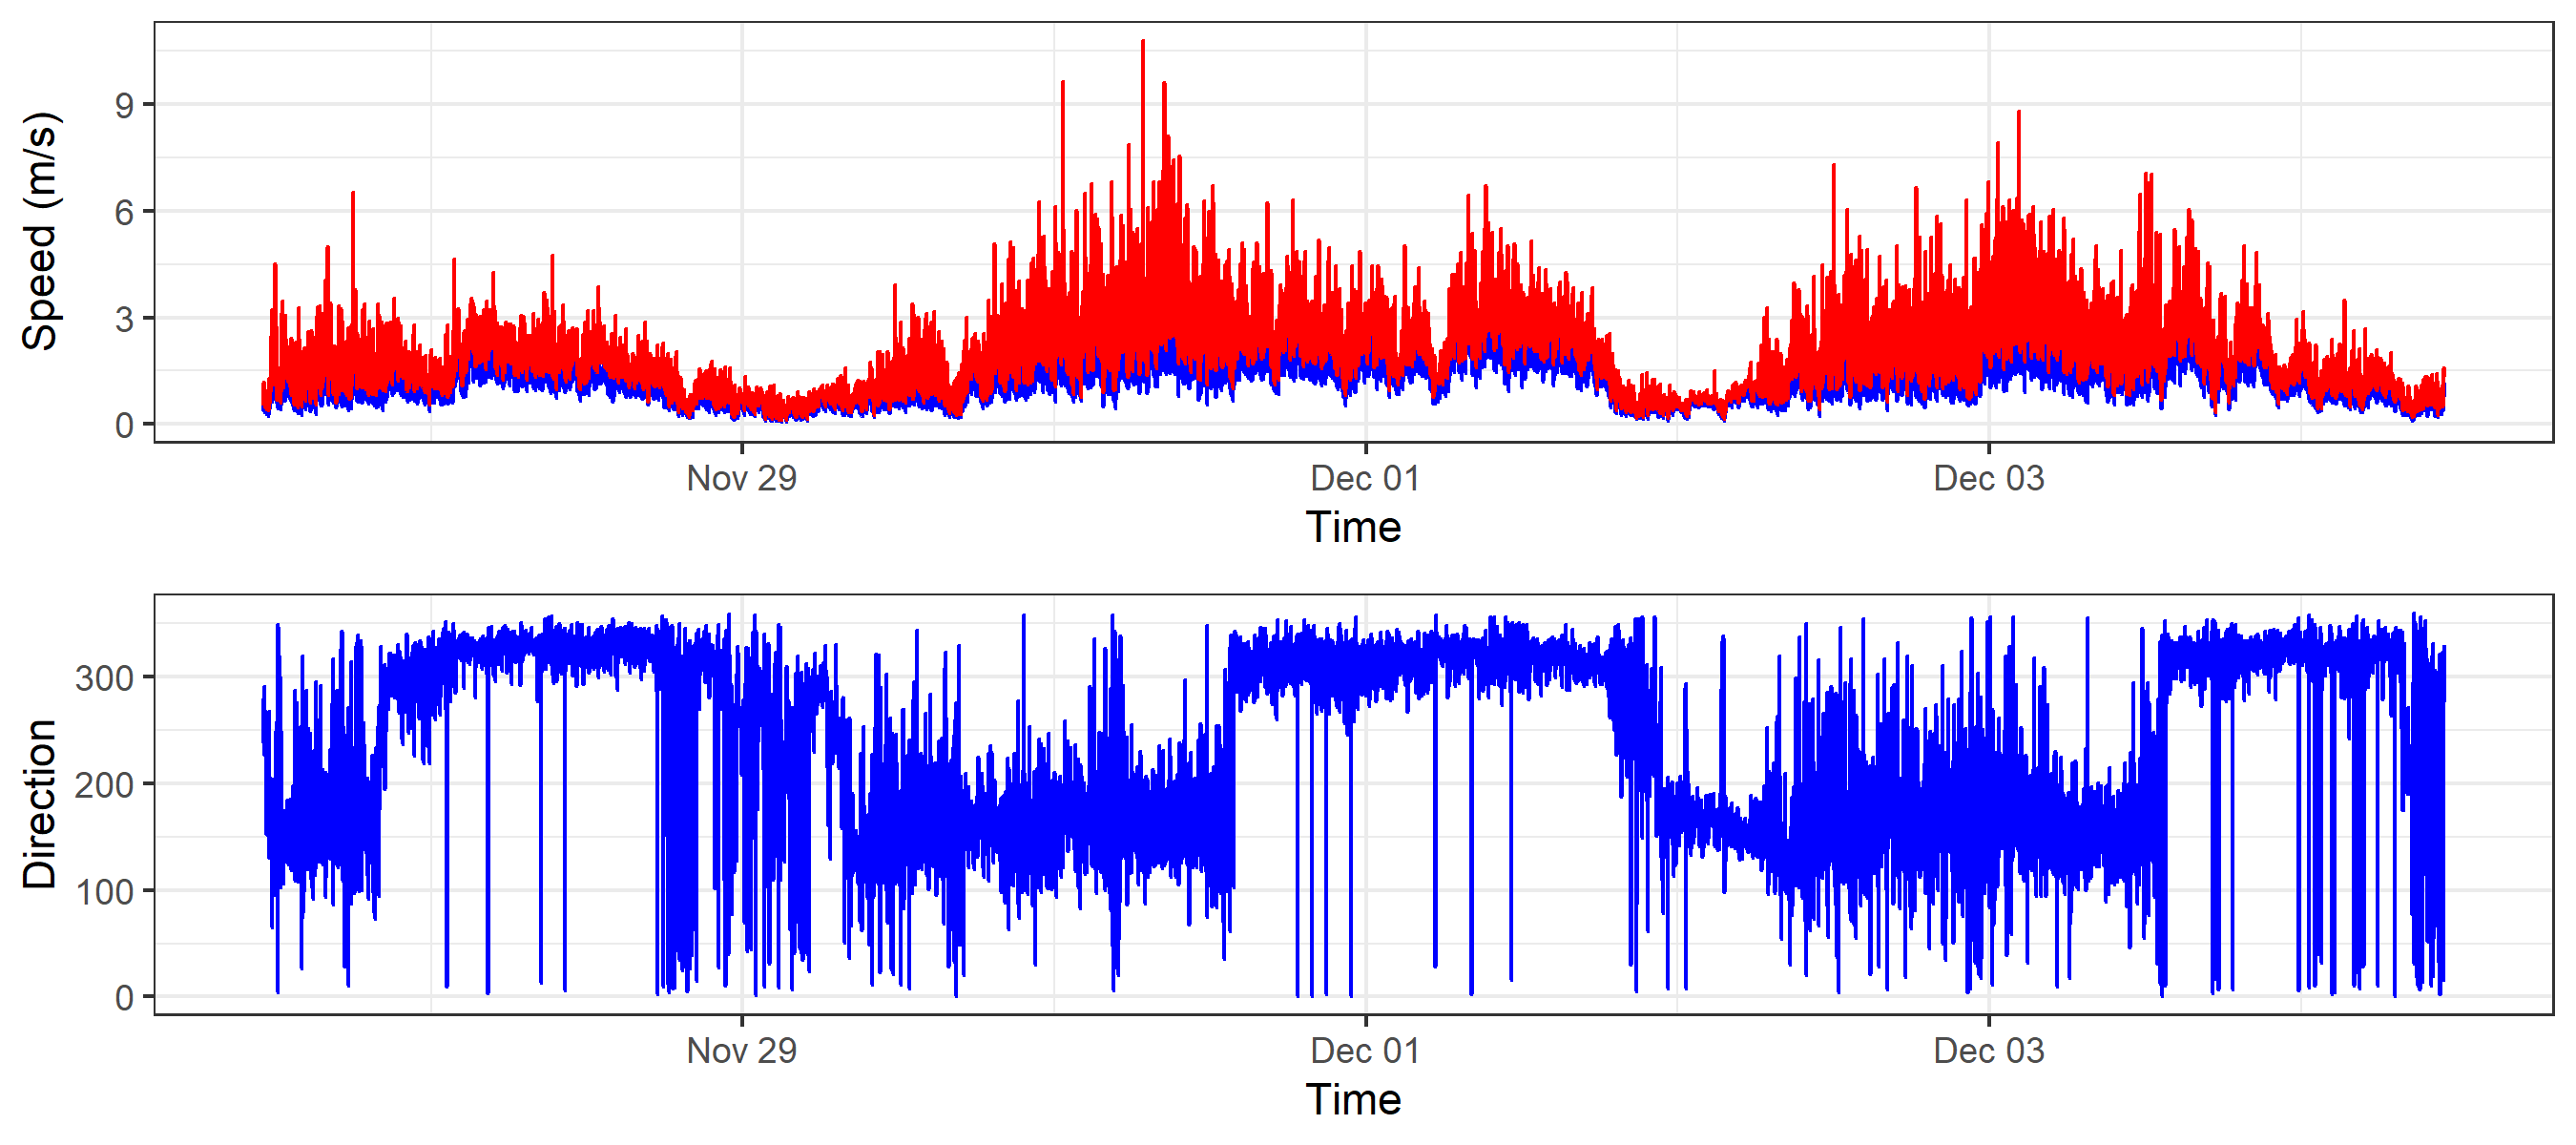 Speed (m/s)
9
6
3
0
Nov 29
Dec 01
Dec 03
Time
Direction
300
200
100
0
Nov 29
Dec 01
Dec 03
Time